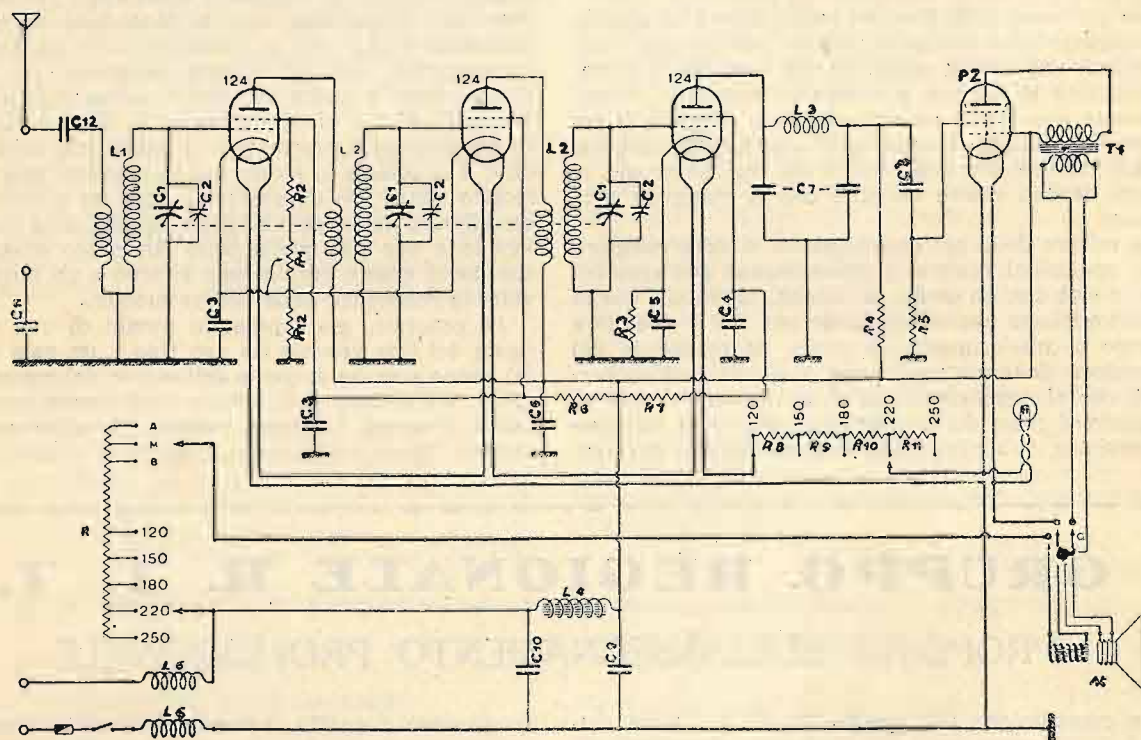 124
124
124
P2
C12
L1
C1
C2
R2
L2
C1
C2
L2
C1
C2
L3
C7
T1
R1
R12
C3
C11
R3
C5
C4
R4
R5
C3
R6
R7
C6
120
150
180
220
250
R8
R9
R10
R11
A
M
B
R
120
150
180
220
250
C
L4
C10
C9
L6
L5
GRUPPO REGIONALE